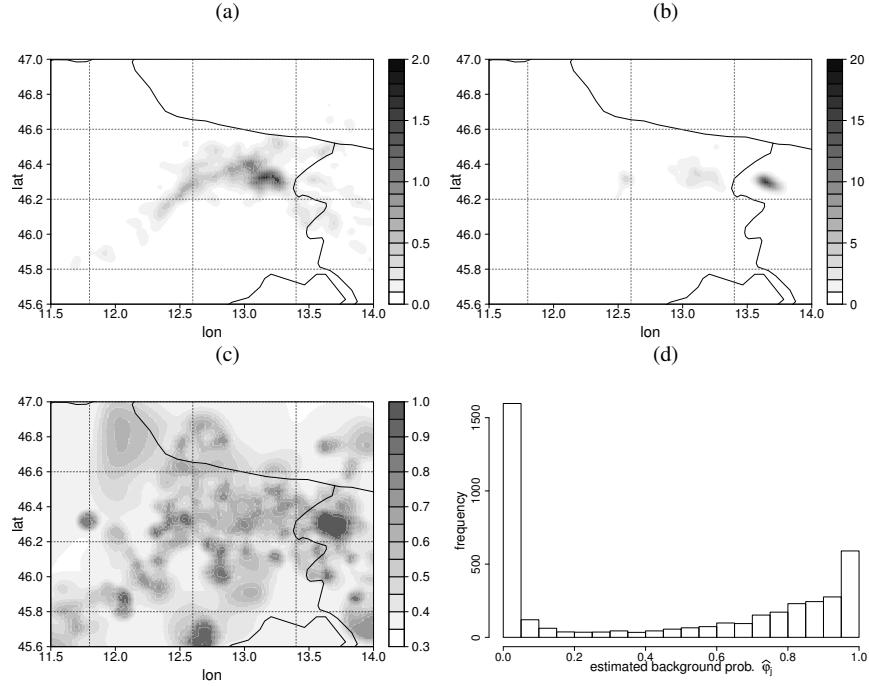 (a)
(b)
47.0
46.8
46.6
46.4
46.2
46.0
45.8
45.6
lat
11.5 12.0 12.5 13.0 13.5 14.0
lon
2.0
1.5
1.0
0.5
0.0
47.0
46.8
46.6
46.4
46.2
46.0
45.8
45.6
lat
11.5 12.0 12.5 13.0 13.5 14.0
lon
20
15
10
5
0
(c)
(d)
47.0
46.8
46.6
46.4
46.2
46.0
45.8
45.6
lat
11.5 12.0 12.5 13.0 13.5 14.0
lon
1.0
0.9
0.8
0.7
0.6
0.5
0.4
0.3
1500
1000
500
0
frequency
0.0 0.2 0.4 0.6 0.8 1.0
estimated background prob. φ̂j